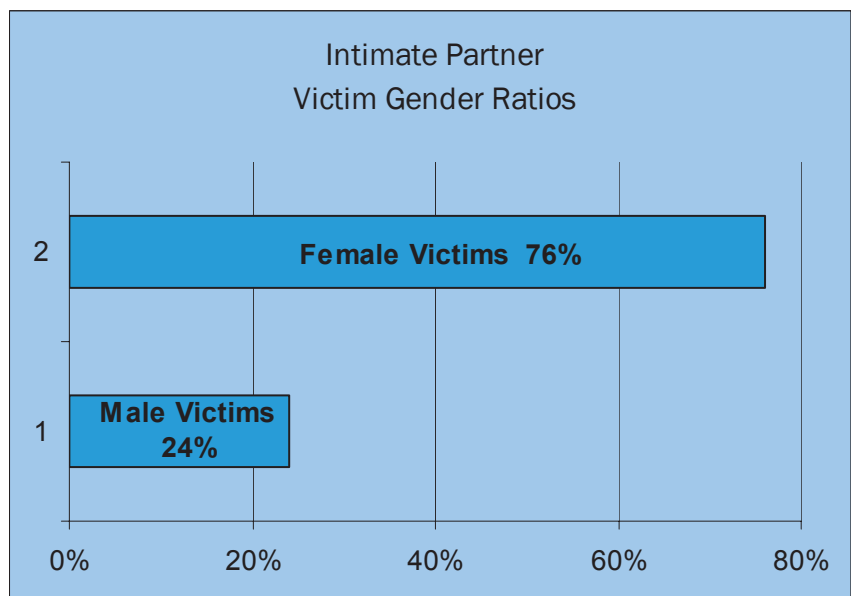 Intimate Partner
Victim Gender Ratios
2
Female Victims 76%
1
Male Victims
24%
0%
20%
40%
60%
80%